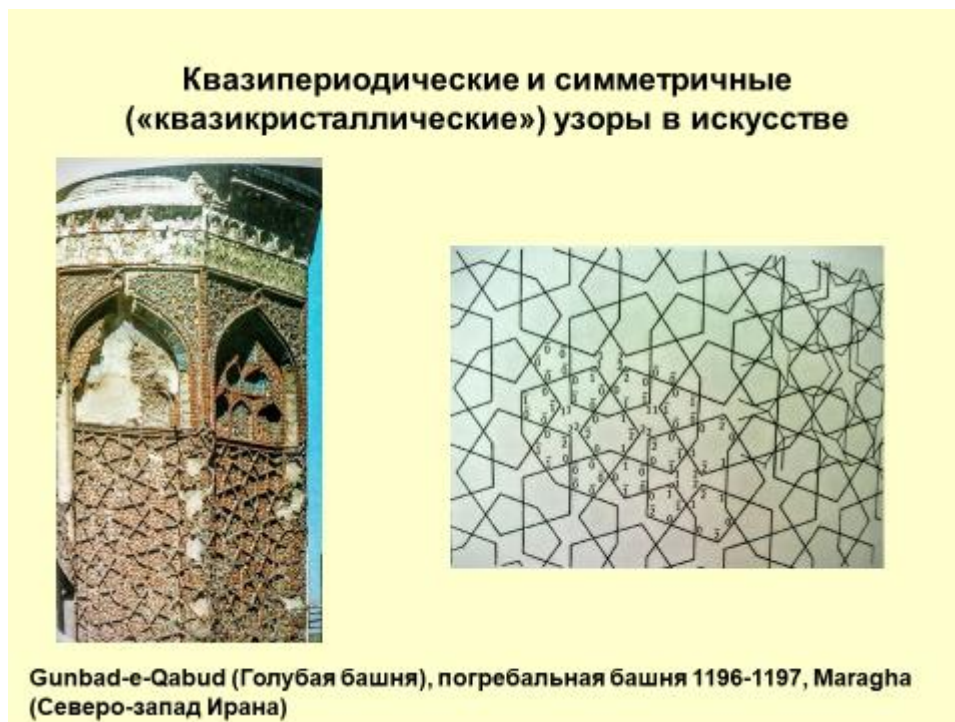 Квазипериодические и симметричные
(«квазикристаллические») узоры в искусстве
Gunbad-e-Qabud (Голубая башня), погребальная башня 1196-1197, Maragha
(Северо-запад Ирана)